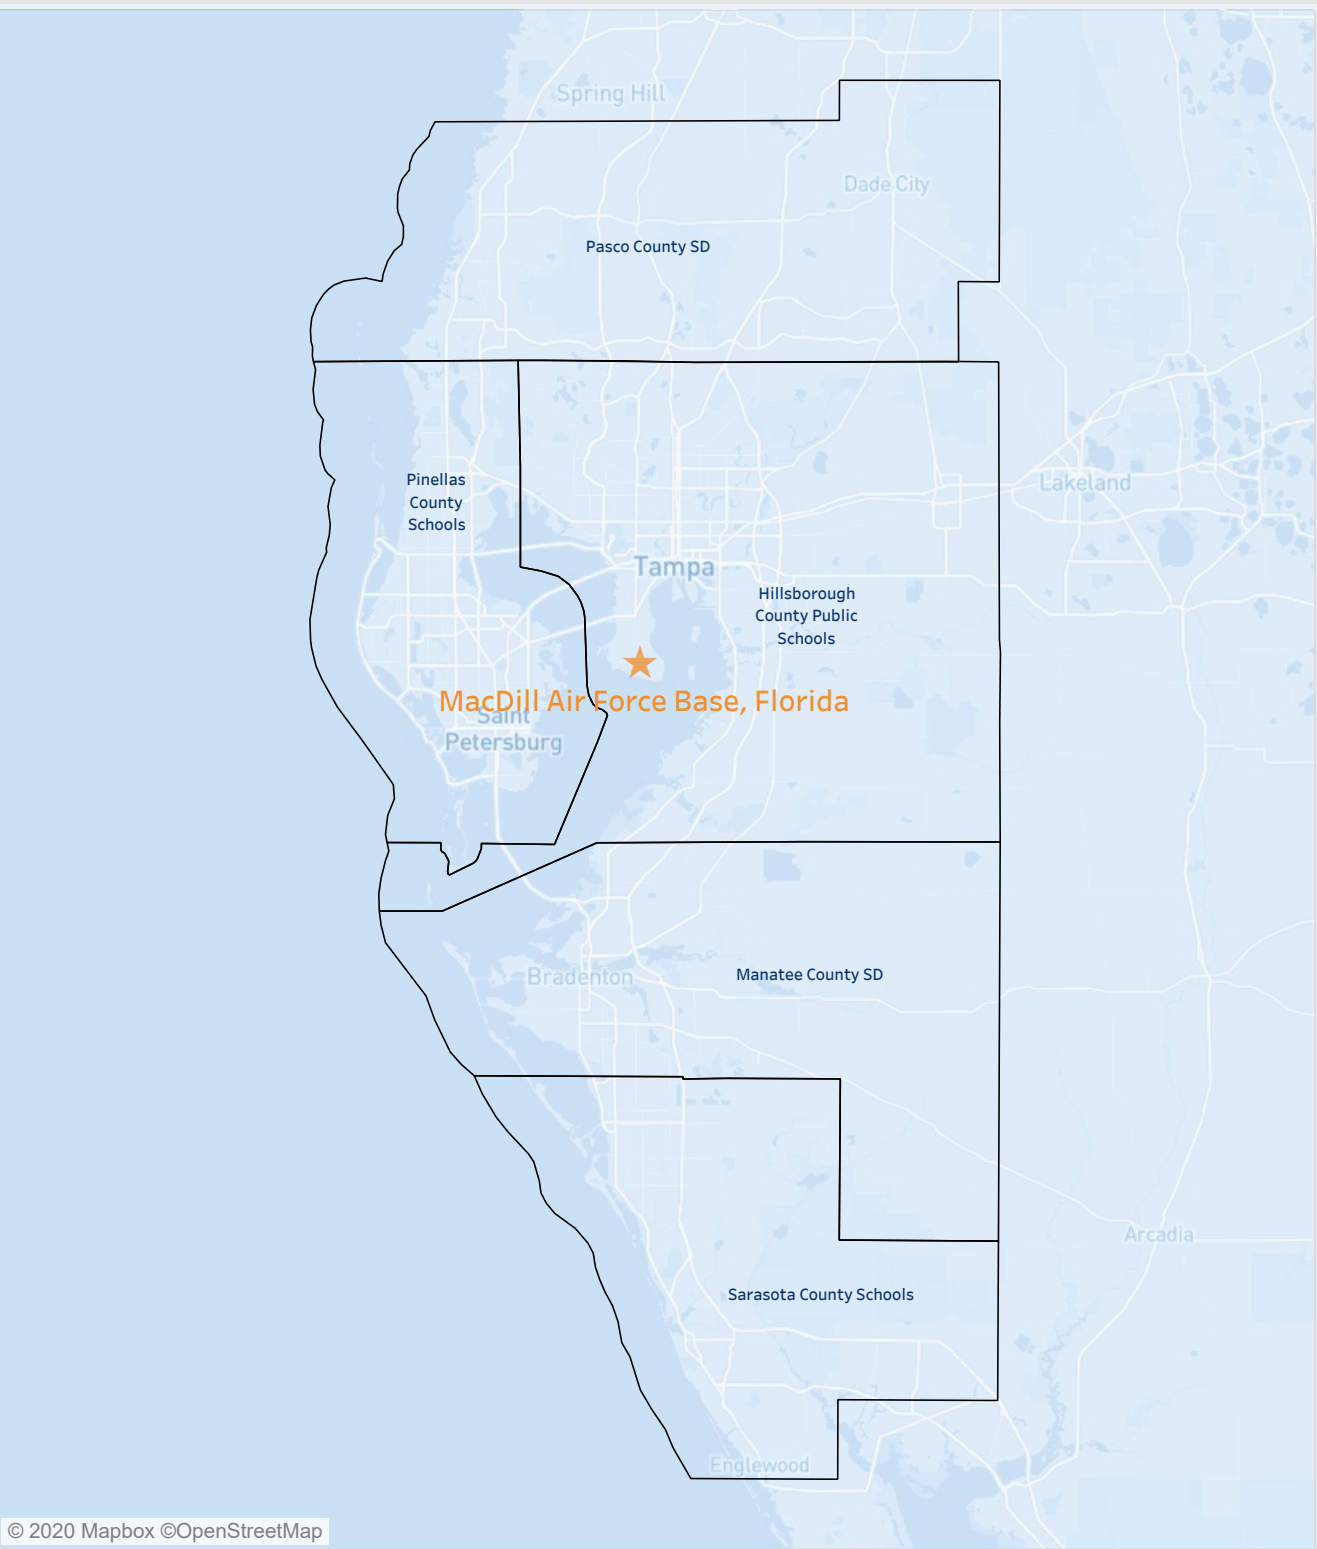 Spring Hill
Dade City
Pasco County SD
Pinellas
County
Schools
Lakeland
Tampa
Hillsborough
County Public
Schools
MacDill Air Force Base, Florida
Saint
Petersburg
Manatee County SD
Bradenton
Arcadia
Sarasota County Schools
Englewood
© 2020 Mapbox ©OpenStreetMap